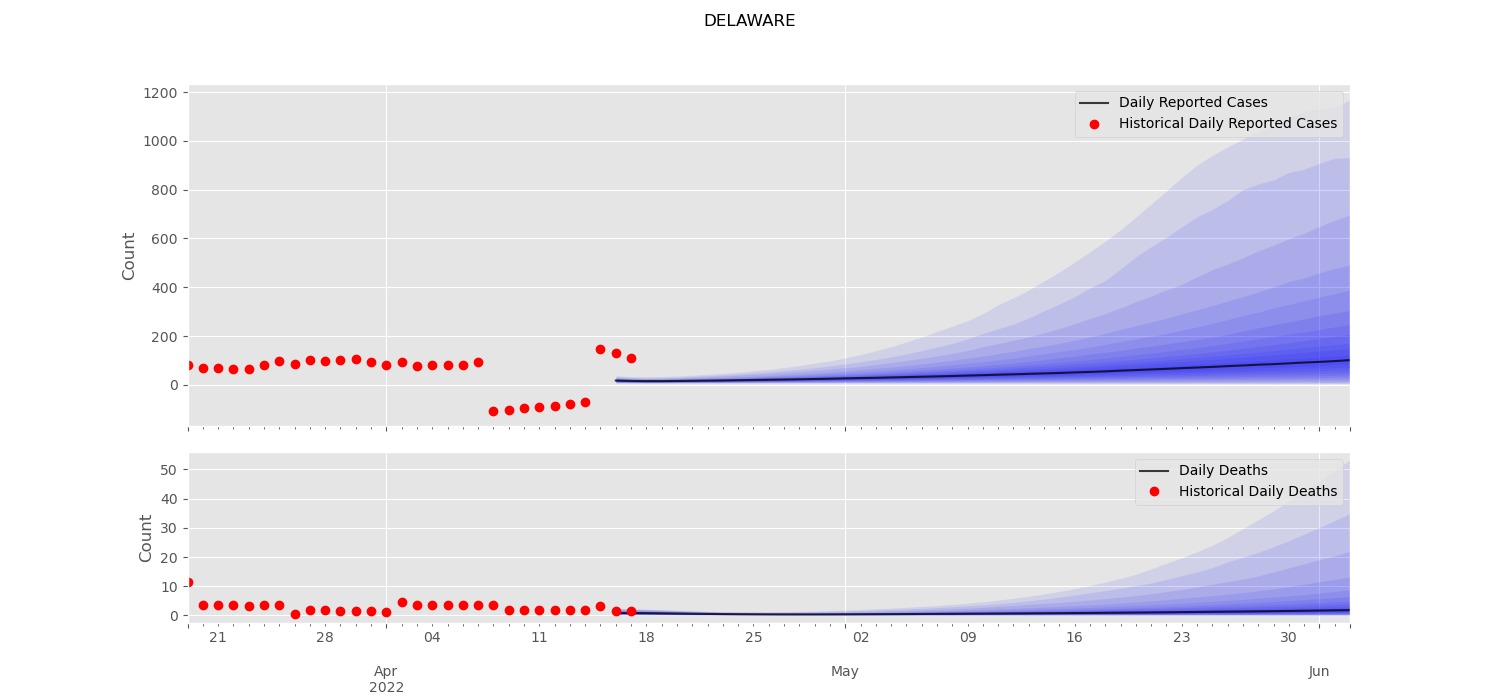 DELAWARE
1200
1000
800
600
400
200
0
Count
Daily Reported Cases
Historical Daily Reported Cases
50
40
30
20
10
0
Count
Daily Deaths
Historical Daily Deaths
21 28 04 11 18 25 02 09 16 23 30
Apr May Jun
2022